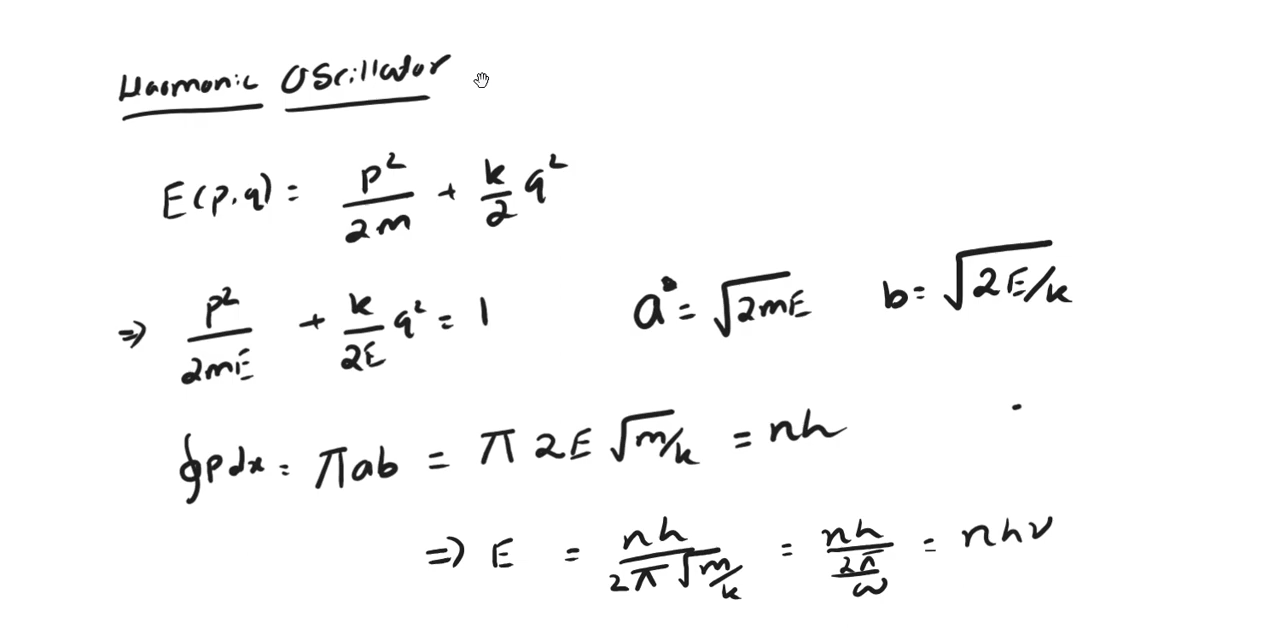 Harmonic Oscillator
E(p,q) = p²/2m + k/2 q²
=> p²/2mE + k/2E q² = 1 a = √2mE b = √2E/k
∮pdx = πab = π 2E √m/k = nh
=> E = nh/2π√m/k = nh/2π/ω = nhν